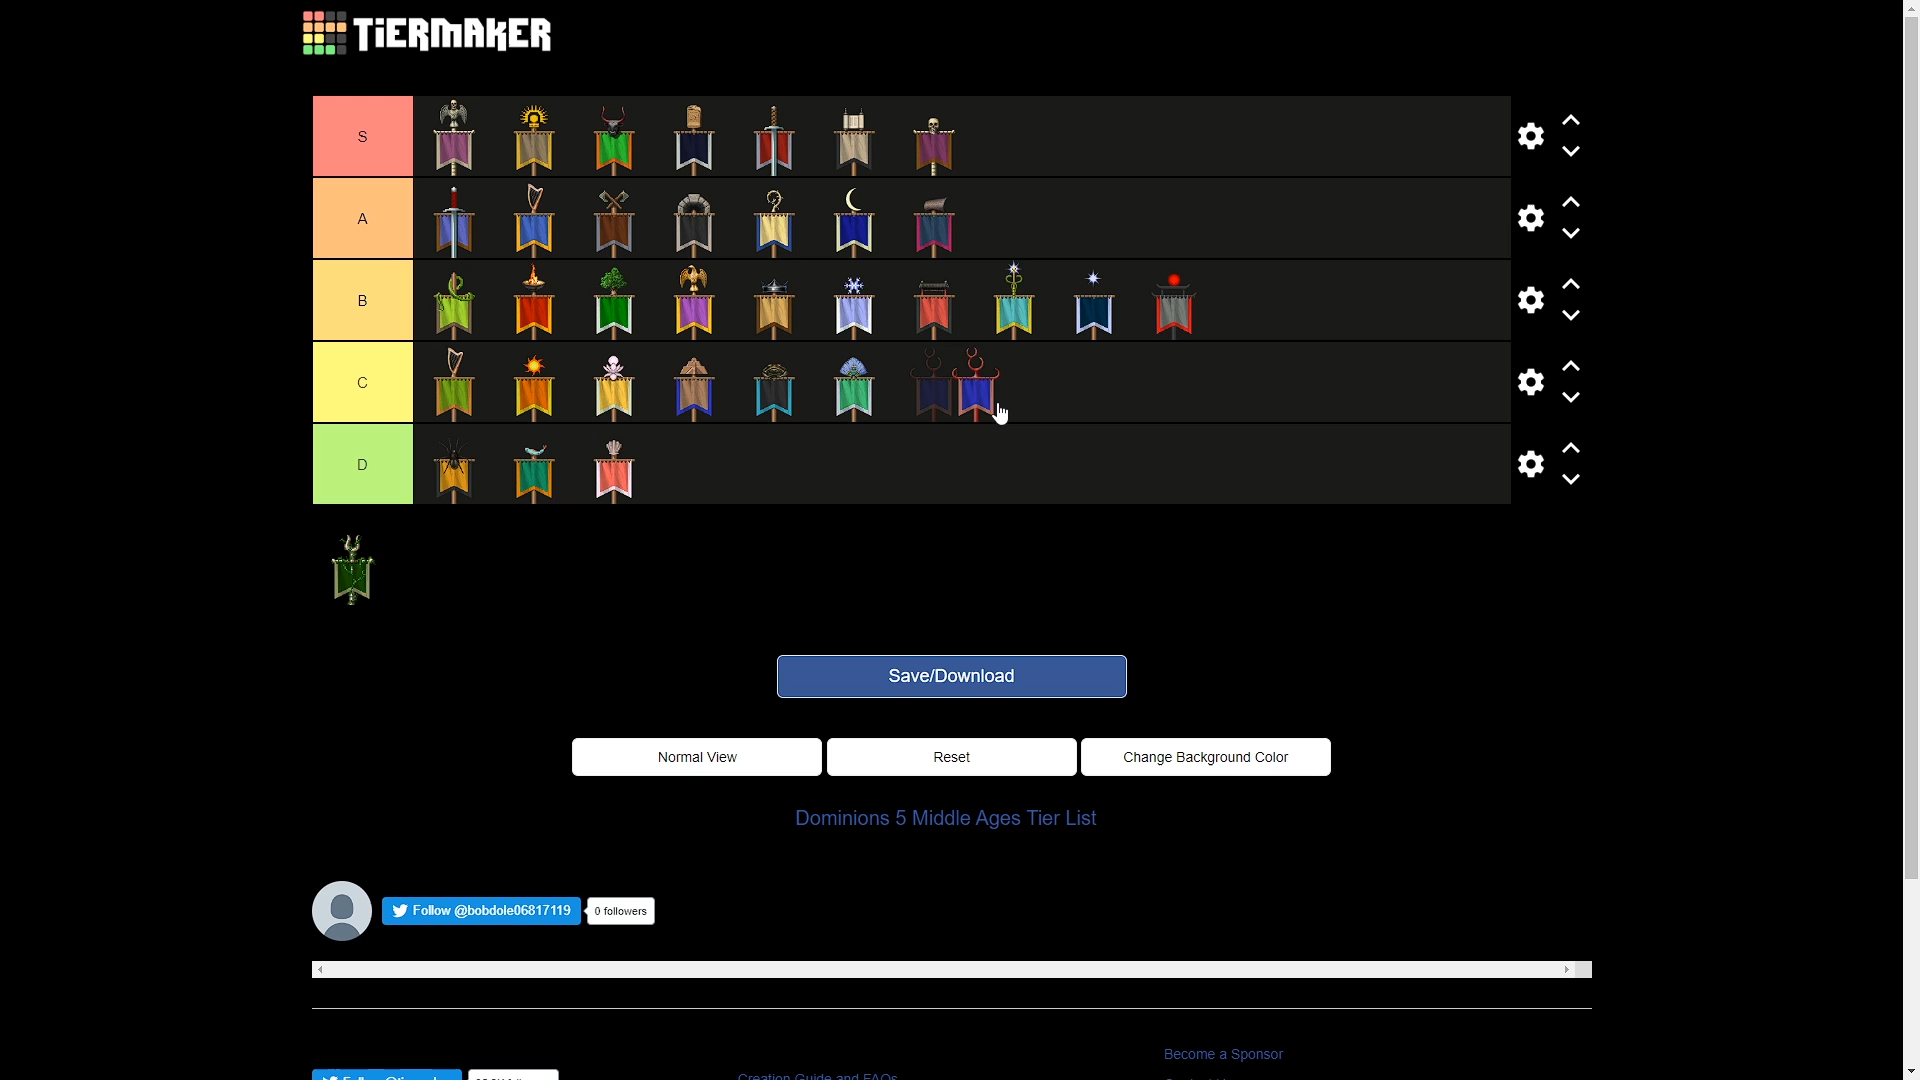 TiERMAKER
S
A
B
C
D
Save/Download
Normal View
Reset
Change Background Color
Dominions 5 Middle Ages Tier List
Follow @bobdole06817119
0 followers
Become a Sponsor
Creation Guide and FAQs